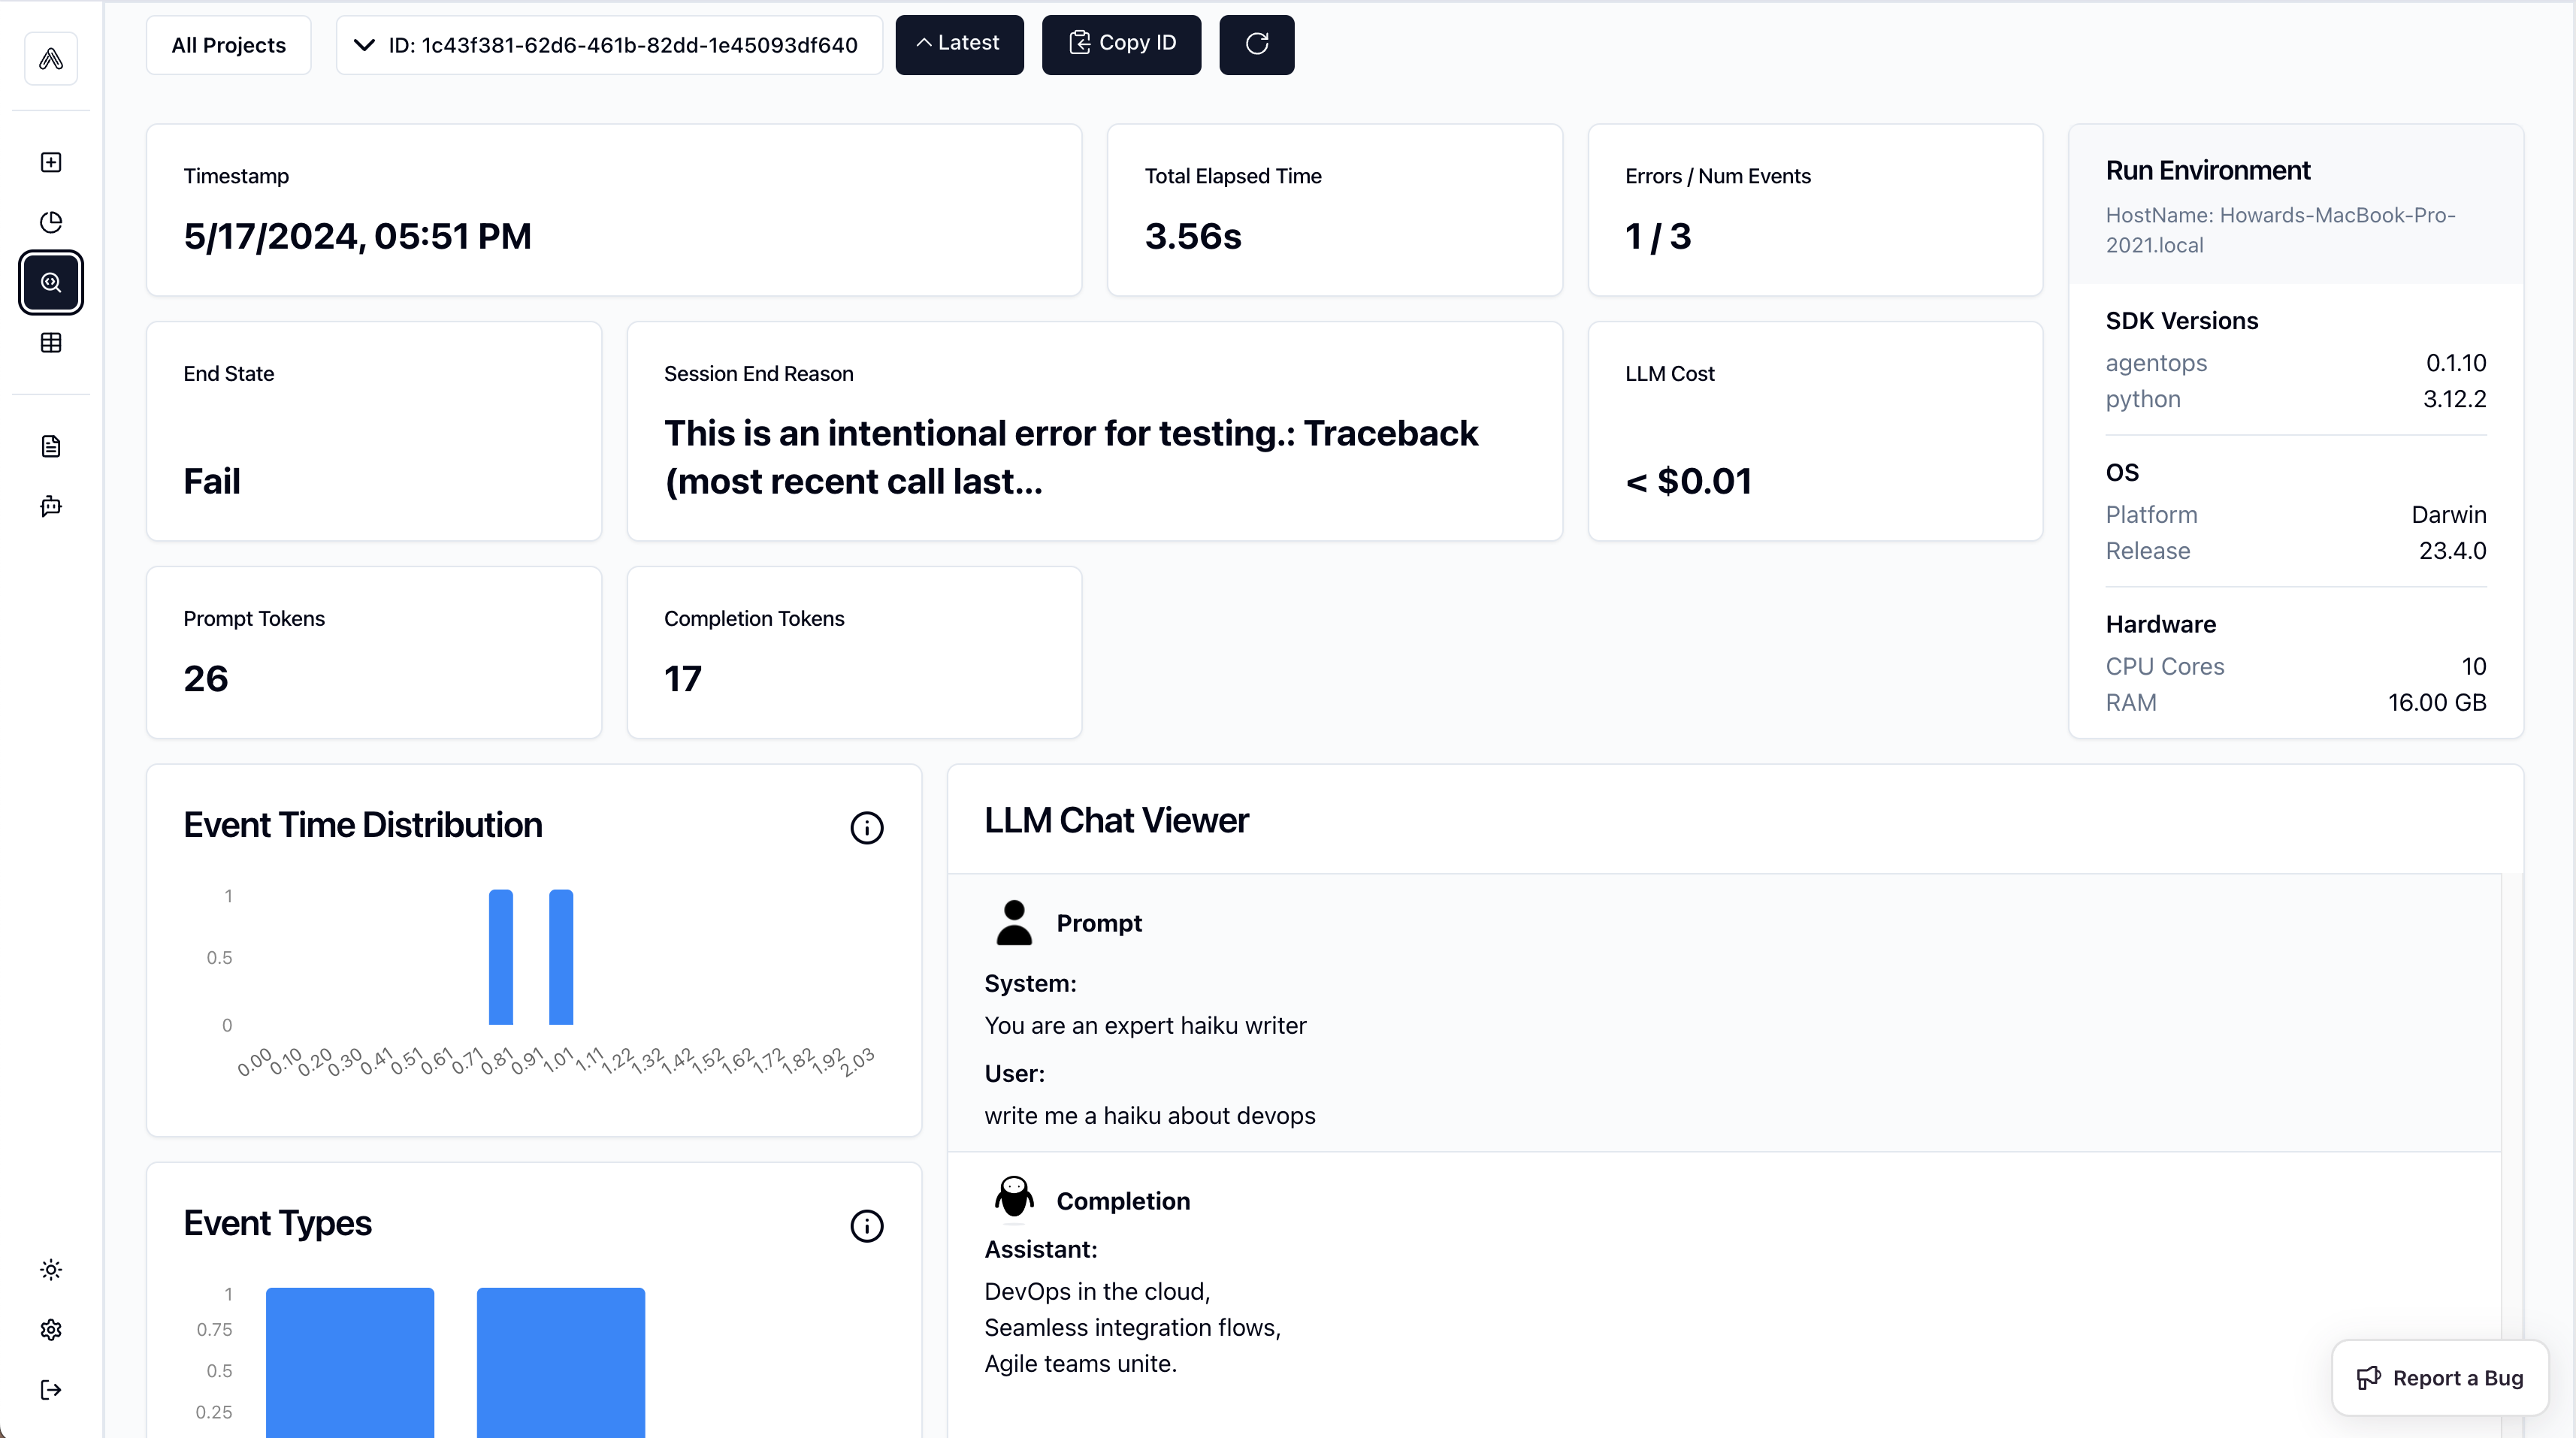 All Projects
ID: 1c43f381-62d6-461b-82dd-1e45093df640
Latest
Copy ID
Timestamp
5/17/2024, 05:51 PM
Total Elapsed Time
3.56s
Errors / Num Events
1 / 3
Run Environment
HostName: Howards-MacBook-Pro-
2021.local
SDK Versions
agentops 0.1.10
python 3.12.2
OS
Platform Darwin
Release 23.4.0
Hardware
CPU Cores 10
RAM 16.00 GB
End State
Fail
Session End Reason
This is an intentional error for testing.: Traceback
(most recent call last...
LLM Cost
< $0.01
Prompt Tokens
26
Completion Tokens
17
Event Time Distribution
1
0.5
0
0.00 0.10 0.20 0.30 0.41 0.51 0.61 0.71 0.81 0.91 1.01 1.11 1.22 1.32 1.42 1.52 1.62 1.72 1.82 1.92 2.03
Event Types
1
0.75
0.5
0.25
LLM Chat Viewer
Prompt
System:
You are an expert haiku writer
User:
write me a haiku about devops
Completion
Assistant:
DevOps in the cloud,
Seamless integration flows,
Agile teams unite.
Report a Bug